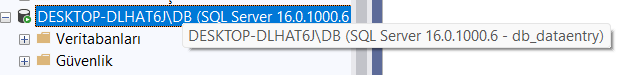 DESKTOP-DLHAT6J\DB (SQL Server 16.0.1000.6
DESKTOP-DLHAT6J\DB (SQL Server 16.0.1000.6 - db_dataentry)
Veritabanları
Güvenlik